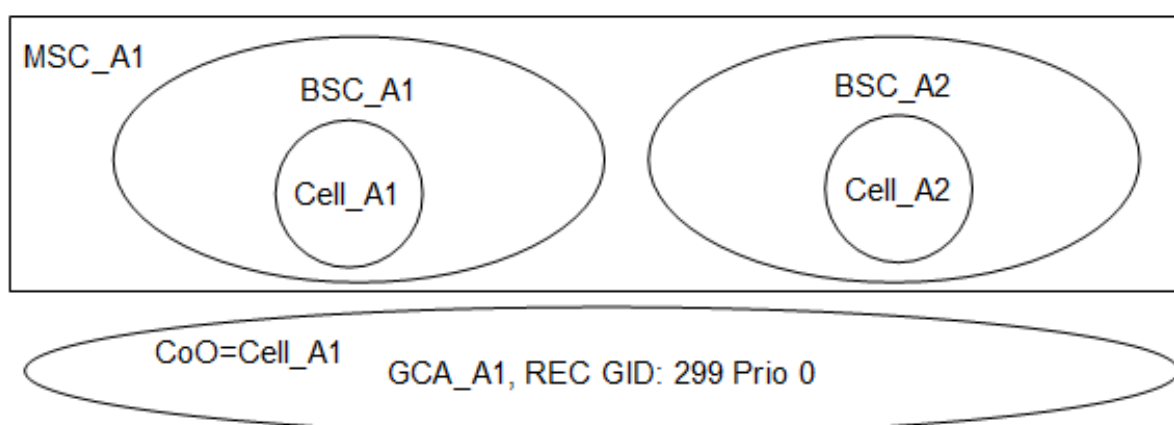 MSC_A1
BSC_A1
BSC_A2
Cell_A1
Cell_A2
CoO=Cell_A1
GCA_A1, REC GID: 299 Prio 0